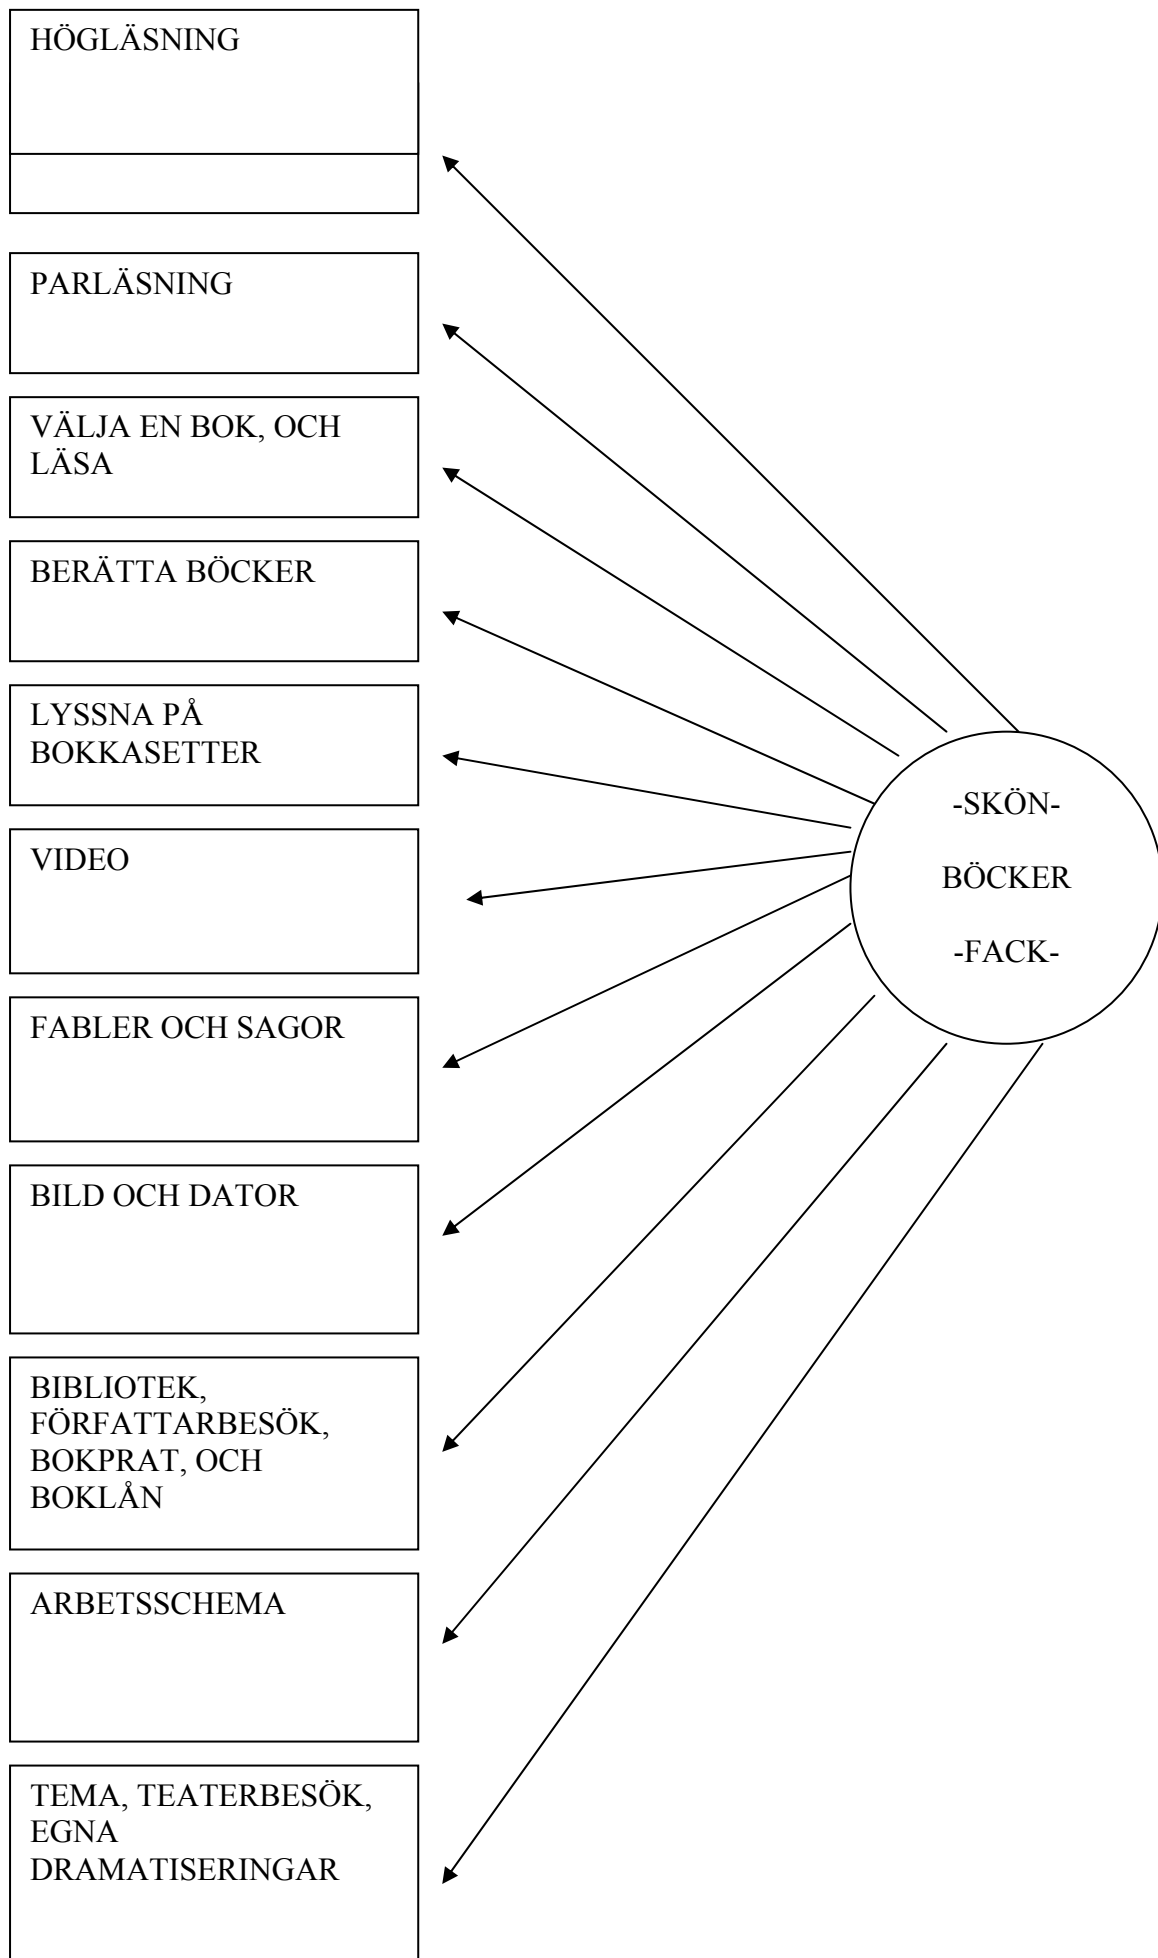 HÖGLÄSNING
PARLÄSNING
VÄLJA EN BOK, OCH
LÄSA
BERÄTTA BÖCKER
LYSSNA PÅ
BOKKASETTER
VIDEO
FABLER OCH SAGOR
BILD OCH DATOR
BIBLIOTEK,
FÖRFATTARBESÖK,
BOKPRAT, OCH
BOKLÅN
ARBETSSCHEMA
TEMA, TEATERBESÖK,
EGNA
DRAMATISERINGAR
-SKÖN-
BÖCKER
-FACK-